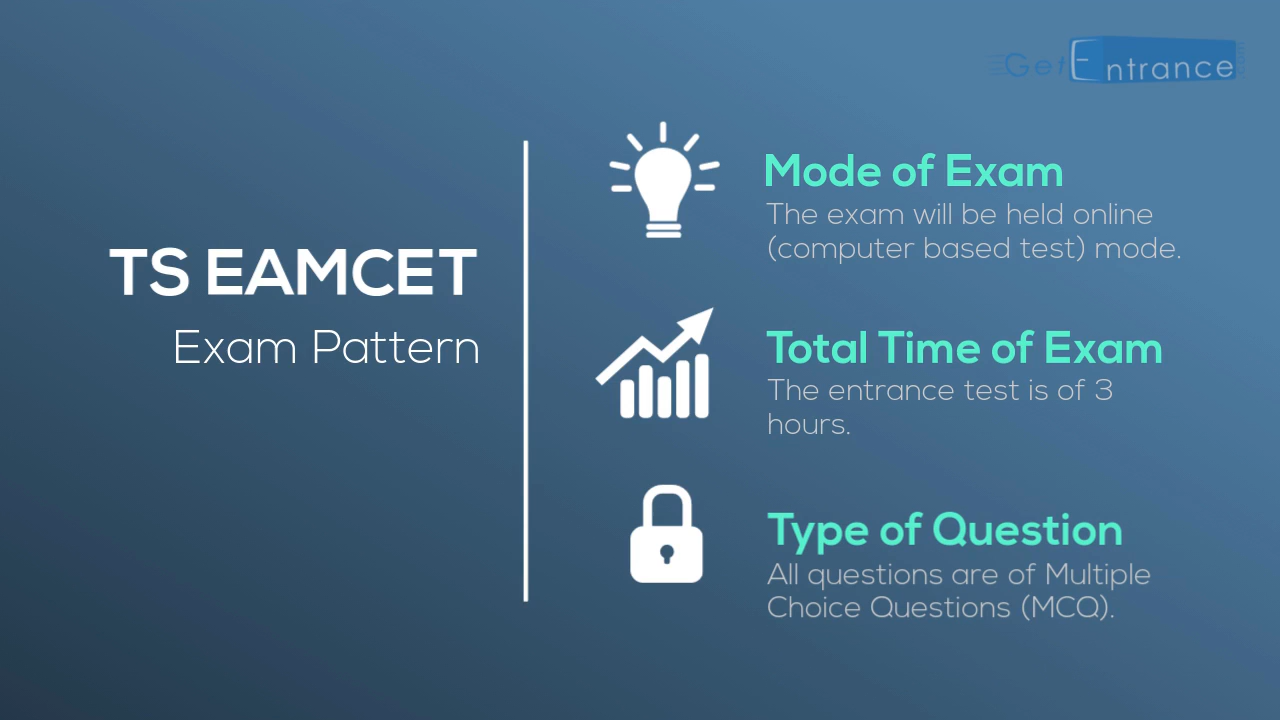 GetEntrance
TS EAMCET
Exam Pattern
Mode of Exam
The exam will be held online
(computer based test) mode.
Total Time of Exam
The entrance test is of 3
hours.
Type of Question
All questions are of Multiple
Choice Questions (MCQ).